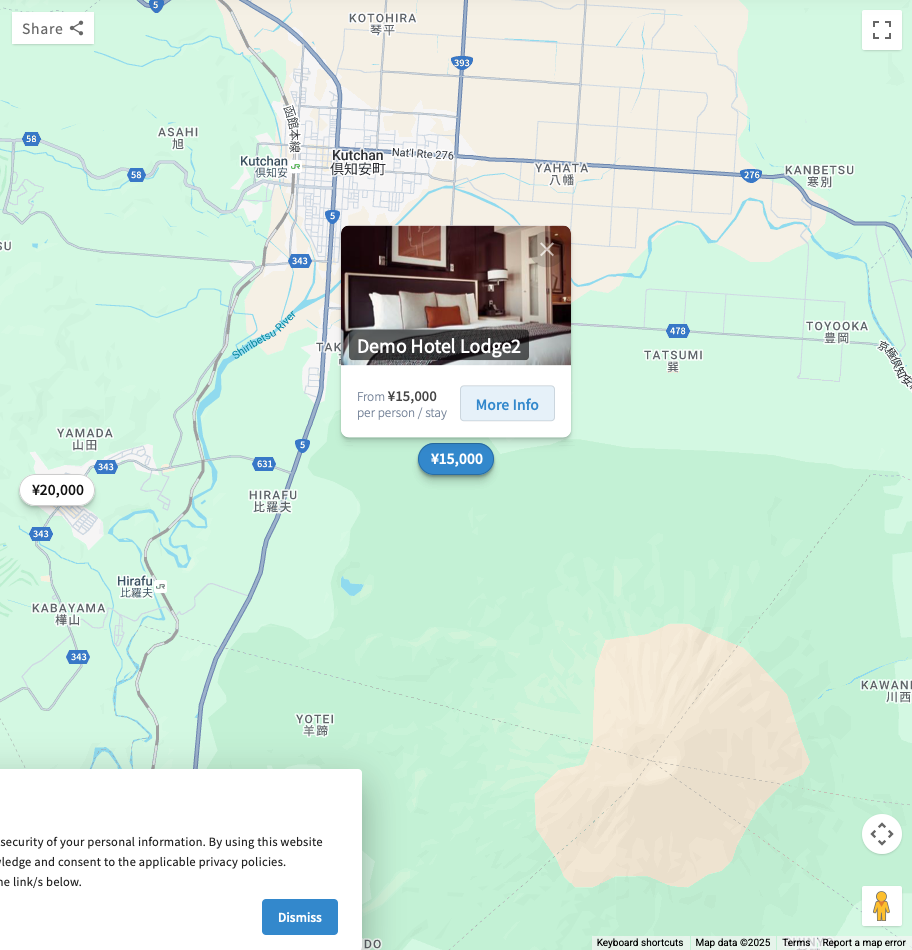 Share
5
KOTOHIRA
琴平
393
58
ASAHI
旭
58
函館本線
Kutchan
倶知安
JR
Kutchan
倶知安町
Nat'l Rte 276
YAHATA
八幡
276
KANBETSU
寒別
5
SU
343
Shiribetsu River
TAK
Demo Hotel Lodge2
From ¥15,000
per person / stay
More Info
¥15,000
478
TATSUMI
巽
TOYOOKA
豊岡
京極倶知安
YAMADA
山田
343
5
631
¥20,000
HIRAFU
比羅夫
343
Hirafu
比羅夫
JR
KABAYAMA
樺山
343
KAWANI
川西
YOTEI
羊蹄
security of your personal information. By using this website
ledge and consent to the applicable privacy policies.
ne link/s below.
Dismiss
DO
Keyboard shortcuts
Map data ©2025
Terms
Report a map error